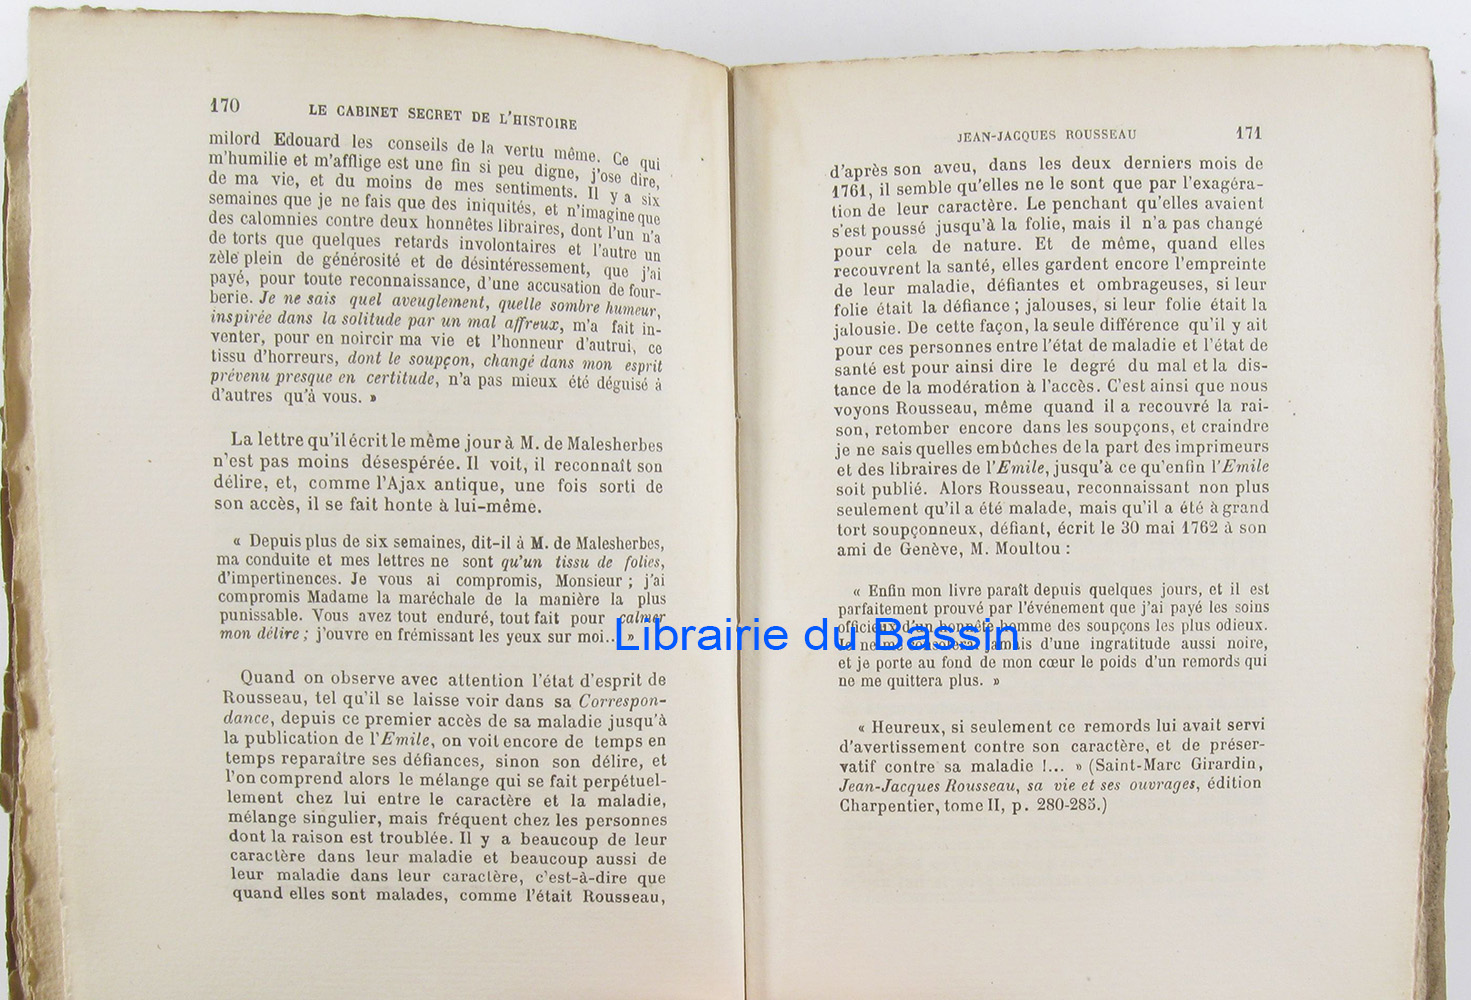 170 LE CABINET SECRET DE L'HISTOIRE
milord Edouard les conseils de la vertu même. Ce qui
m'humilie et m'afflige est une fin si peu digne, j'ose dire,
de ma vie, et du moins de mes sentiments. Il y a six
semaines que je ne fais que des iniquités, et n'imagine que
des calomnies contre deux honnêtes libraires, dont l'un n'a
de torts que quelques retards involontaires et l'autre un
zèle plein de générosité et de désintéressement, que j'ai
payé, pour toute reconnaissance, d'une accusation de four-
berie. Je ne sais quel aveuglement, quelle sombre humeur,
inspirée dans la solitude par un mal affreux, m'a fait in-
venter, pour en noircir ma vie et l'honneur d'autrui, ce
tissu d'horreurs, dont le soupçon, changé dans mon esprit
prévenu presque en certitude, n'a pas mieux été déguisé à
d'autres qu'à vous. »
La lettre qu'il écrit le même jour à M. de Malesherbes
n'est pas moins désespérée. Il voit, il reconnaît son
délire, et, comme l'Ajax antique, une fois sorti de
son accès, il se fait honte à lui-même.
« Depuis plus de six semaines, dit-il à M. de Malesherbes,
ma conduite et mes lettres ne sont qu'un tissu de folies,
d'impertinences. Je vous ai compromis, Monsieur ; j'ai
compromis Madame la maréchale de la manière la plus
punissable. Vous avez tout enduré, tout fait pour calmer
mon délire ; j'ouvre en frémissant les yeux sur moi... »
Quand on observe avec attention l'état d'esprit de
Rousseau, tel qu'il se laisse voir dans sa Correspon-
dance, depuis ce premier accès de sa maladie jusqu'à
la publication de l'Emile, on voit encore de temps en
temps reparaître ses défiances, sinon son délire, et
l'on comprend alors le mélange qui se fait perpétuel-
lement chez lui entre le caractère et la maladie,
mélange singulier, mais fréquent chez les personnes
dont la raison est troublée. Il y a beaucoup de leur
caractère dans leur maladie et beaucoup aussi de
leur maladie dans leur caractère, c'est-à-dire que
quand elles sont malades, comme l'était Rousseau,
JEAN-JACQUES ROUSSEAU 171
d'après son aveu, dans les deux derniers mois de
1761, il semble qu'elles ne le sont que par l'exagéra-
tion de leur caractère. Le penchant qu'elles avaient
s'est poussé jusqu'à la folie, mais il n'a pas changé
pour cela de nature. Et de même, quand elles
recouvrent la santé, elles gardent encore l'empreinte
de leur maladie, défiantes et ombrageuses, si leur
folie était la défiance ; jalouses, si leur folie était la
jalousie. De cette façon, la seule différence qu'il y ait
pour ces personnes entre l'état de maladie et l'état de
santé est pour ainsi dire le degré du mal et la dis-
tance de la modération à l'accès. C'est ainsi que nous
voyons Rousseau, même quand il a recouvré la rai-
son, retomber encore dans les soupçons, et craindre
je ne sais quelles embûches de la part des imprimeurs
et des libraires de l'Emile, jusqu'à ce qu'enfin l'Emile
soit publié. Alors Rousseau, reconnaissant non plus
seulement qu'il a été malade, mais qu'il a été à grand
tort soupçonneux, défiant, écrit le 30 mai 1762 à son
ami de Genève, M. Moultou :
« Enfin mon livre paraît depuis quelques jours, et il est
parfaitement prouvé par l'événement que j'ai payé les soins
officieux d'un honnête homme des soupçons les plus odieux.
Je ne me consolerai jamais d'une ingratitude aussi noire,
et je porte au fond de mon cœur le poids d'un remords qui
ne me quittera plus. »
« Heureux, si seulement ce remords lui avait servi
d'avertissement contre son caractère, et de préser-
vatif contre sa maladie !... » (Saint-Marc Girardin,
Jean-Jacques Rousseau, sa vie et ses ouvrages, édition
Charpentier, tome II, p. 280-285.)
Librairie du Bassin